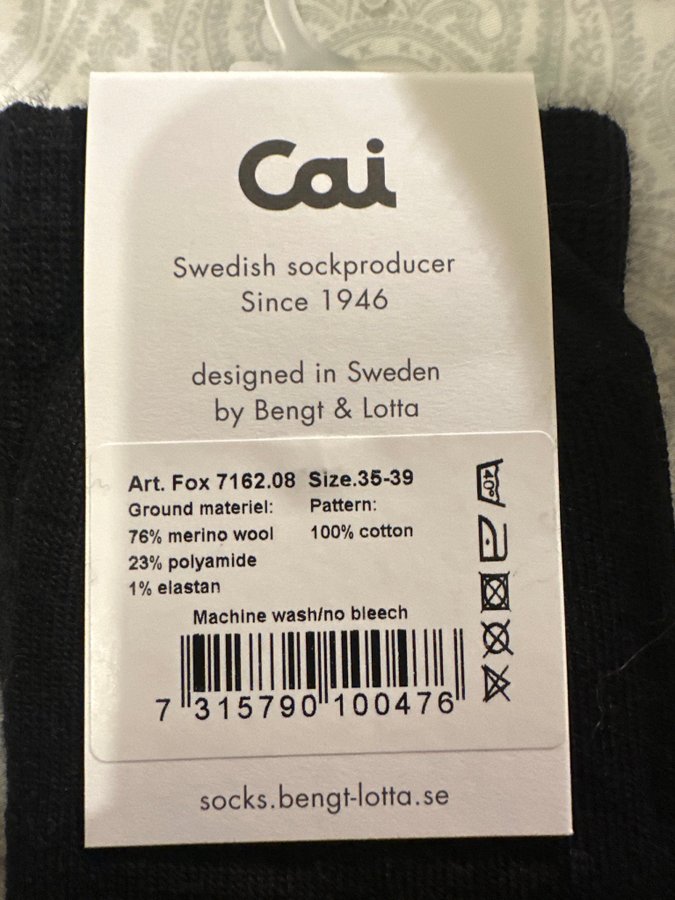 Cai
Swedish sockproducer
Since 1946
designed in Sweden
by Bengt & Lotta
Art. Fox 7162.08 Size.35-39
Ground materiel: Pattern:
76% merino wool 100% cotton
23% polyamide
1% elastan
40°
Machine wash/no bleech
7 315790 100476
socks.bengt-lotta.se